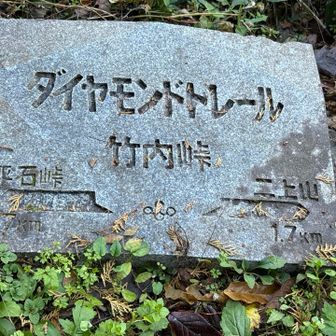 ダイヤモンドトレール
竹内峠
平石峠 二上山
km 1.7km